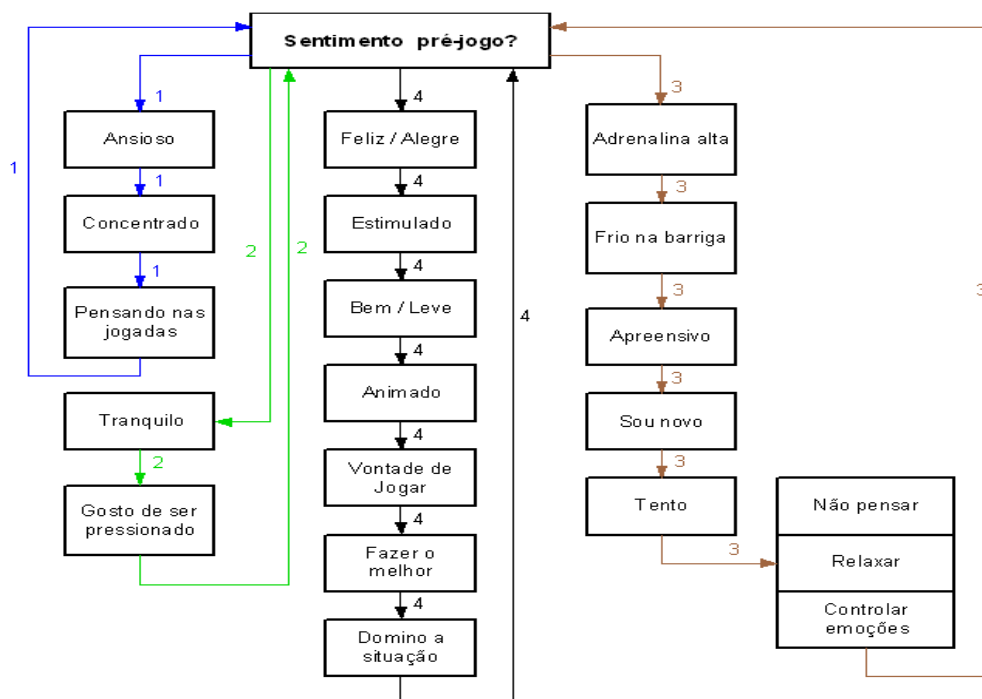 Sentimento pré-jogo?
1
1
Ansioso
1
Concentrado
1
Pensando nas
jogadas
2
Tranquilo
2
Gosto de ser
pressionado
2
4
Feliz / Alegre
4
Estimulado
4
Bem / Leve
4
Animado
4
Vontade de
Jogar
4
Fazer o
melhor
4
Domino a
situação
4
3
Adrenalina alta
3
Frio na barriga
3
Apreensivo
3
Sou novo
3
Tento
3
Não pensar
Relaxar
Controlar
emoções
3